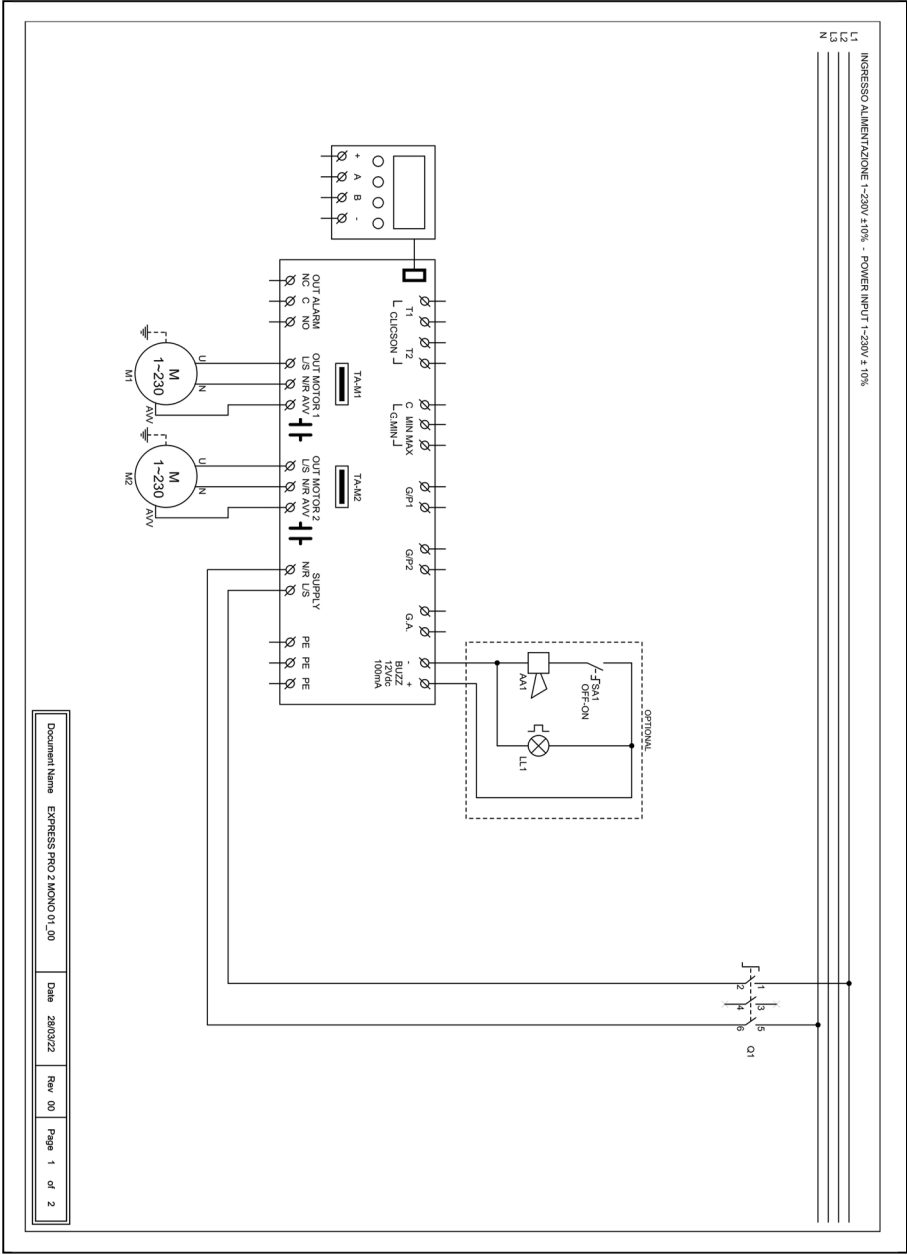 INGRESSO ALIMENTAZIONE 1~230V ±10% - POWER INPUT 1~230V ± 10%
L1
L2
L3
N
1 3 5
2 4 6
Q1
OPTIONAL
SA1
OFF-ON
AA1
LL1
+ A B -
T1 T2
CLICSON
C MIN MAX
G.MIN
G/P1
G/P2
G.A.
- +
BUZZ
12Vdc
100mA
TA-M1
TA-M2
OUT ALARM
NC C NO
OUT MOTOR 1
L/S N/R AVV
OUT MOTOR 2
L/S N/R AVV
SUPPLY
N/R L/S
PE PE PE
U N
M
1~230
AVV
M1
U N
M
1~230
AVV
M2
Document Name EXPRESS PRO 2 MONO 01_00 Date 28/03/22 Rev 00 Page 1 of 2